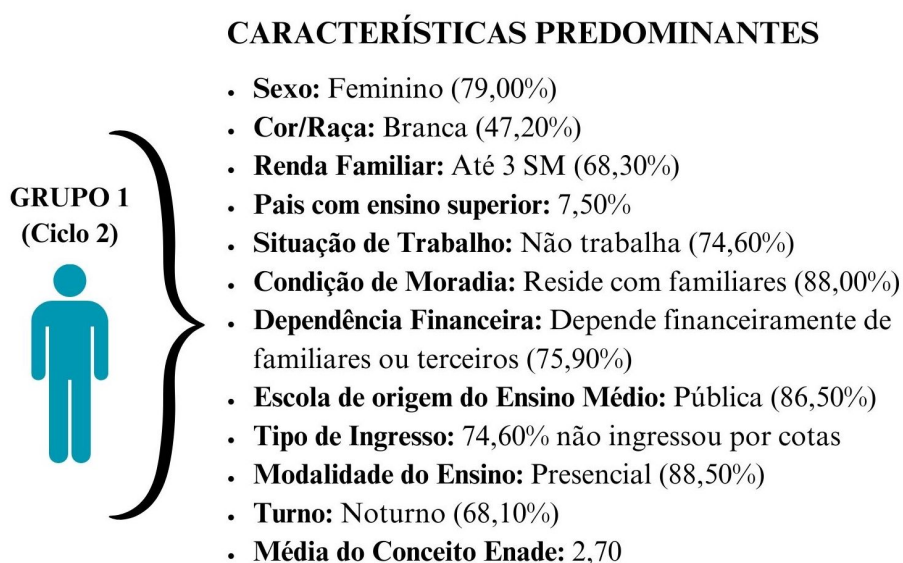 CARACTERÍSTICAS PREDOMINANTES
GRUPO 1
(Ciclo 2)
• Sexo: Feminino (79,00%)
• Cor/Raça: Branca (47,20%)
• Renda Familiar: Até 3 SM (68,30%)
• Pais com ensino superior: 7,50%
• Situação de Trabalho: Não trabalha (74,60%)
• Condição de Moradia: Reside com familiares (88,00%)
• Dependência Financeira: Depende financeiramente de
familiares ou terceiros (75,90%)
• Escola de origem do Ensino Médio: Pública (86,50%)
• Tipo de Ingresso: 74,60% não ingressou por cotas
• Modalidade do Ensino: Presencial (88,50%)
• Turno: Noturno (68,10%)
• Média do Conceito Enade: 2,70